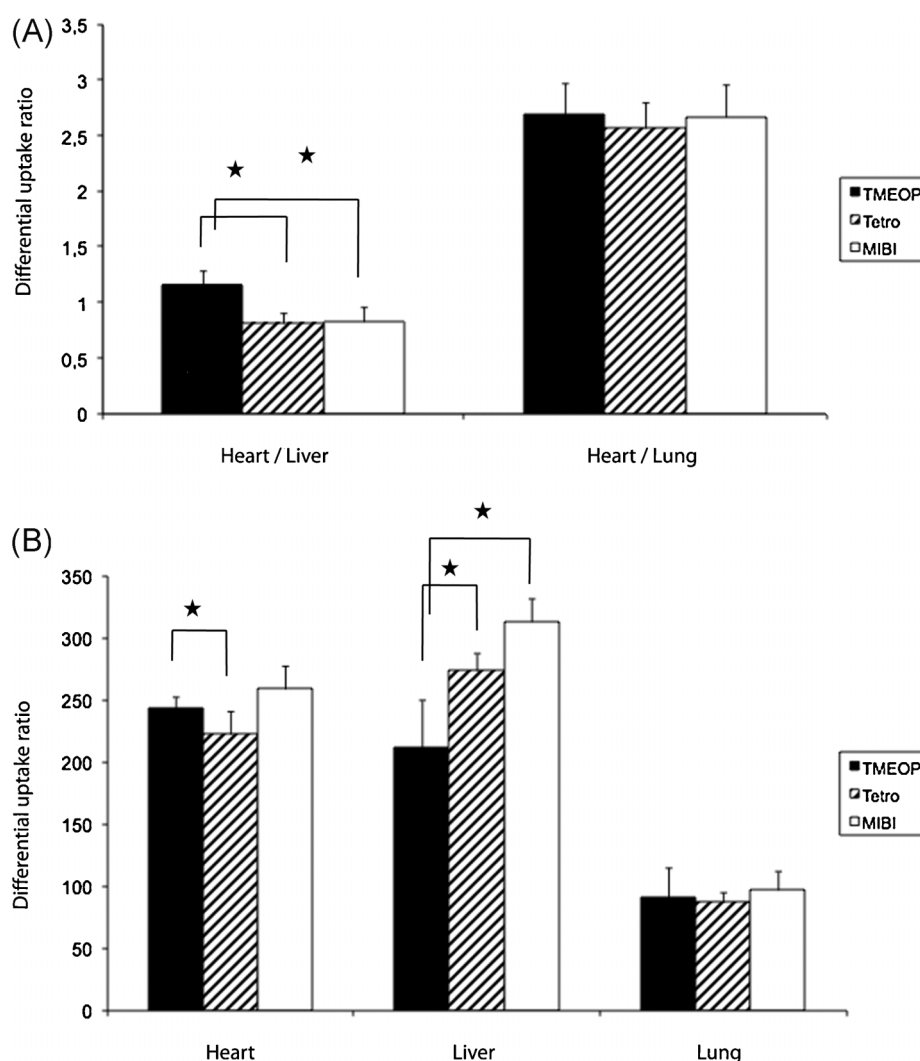 (A)
Differential uptake ratio
3,5
3
2,5
2
1,5
1
0,5
0
Heart / Liver
Heart / Lung
TMEOP
Tetro
MIBI
(B)
Differential uptake ratio
350
300
250
200
150
100
50
0
Heart
Liver
Lung
TMEOP
Tetro
MIBI